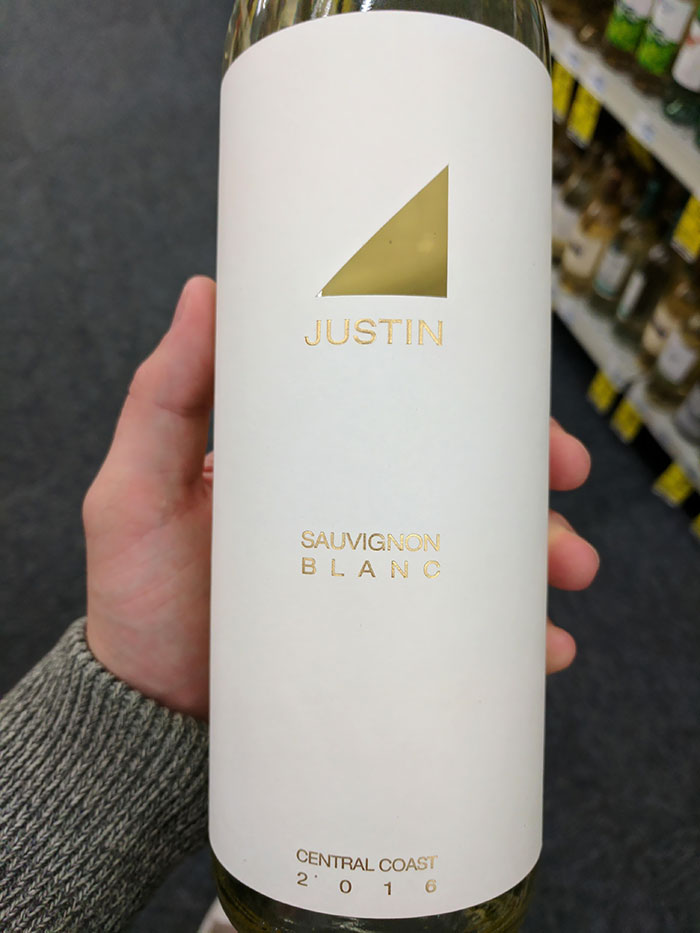 JUSTIN
SAUVIGNON
BLANC
CENTRAL COAST
2016